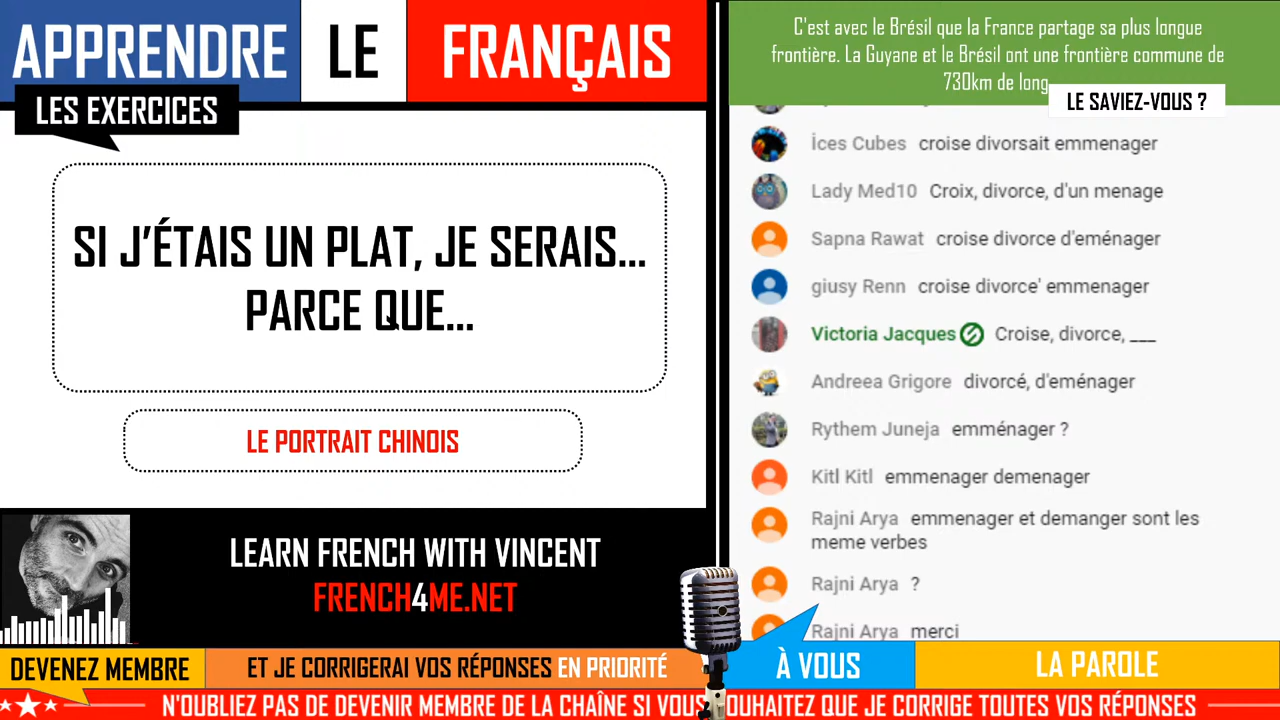 APPRENDRE LE FRANÇAIS
LES EXERCICES
SI J'ÉTAIS UN PLAT, JE SERAIS...
PARCE QUE...
LE PORTRAIT CHINOIS
LEARN FRENCH WITH VINCENT
FRENCH4ME.NET
C'est avec le Brésil que la France partage sa plus longue
frontière. La Guyane et le Brésil ont une frontière commune de
730km de long
LE SAVIEZ-VOUS ?
İces Cubes croise divorsait emmenager
Lady Med10 Croix, divorce, d'un menage
Sapna Rawat croise divorce d'eménager
giusy Renn croise divorce' emmenager
Victoria Jacques Croise, divorce, ___
Andreea Grigore divorcé, d'eménager
Rythem Juneja emménager ?
Kitl Kitl emmenager demenager
Rajni Arya emmenager et demanger sont les
meme verbes
Rajni Arya ?
Rajni Arya merci
DEVENEZ MEMBRE ET JE CORRIGERAI VOS RÉPONSES EN PRIORITÉ
À VOUS LA PAROLE
N'OUBLIEZ PAS DE DEVENIR MEMBRE DE LA CHAÎNE SI VOUS SOUHAITEZ QUE JE CORRIGE TOUTES VOS RÉPONSES